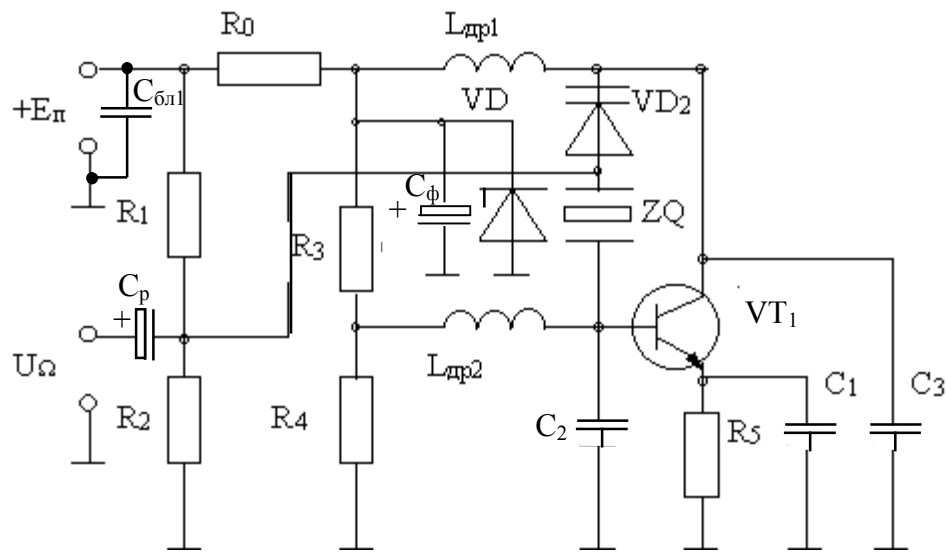 R0
Lдр1
Cбл1
+Eп
VD
VD2
R1
Cф
+
ZQ
R3
Cр
+
VT1
UΩ
Lдр2
R2
R4
C2
R5
C1
C3